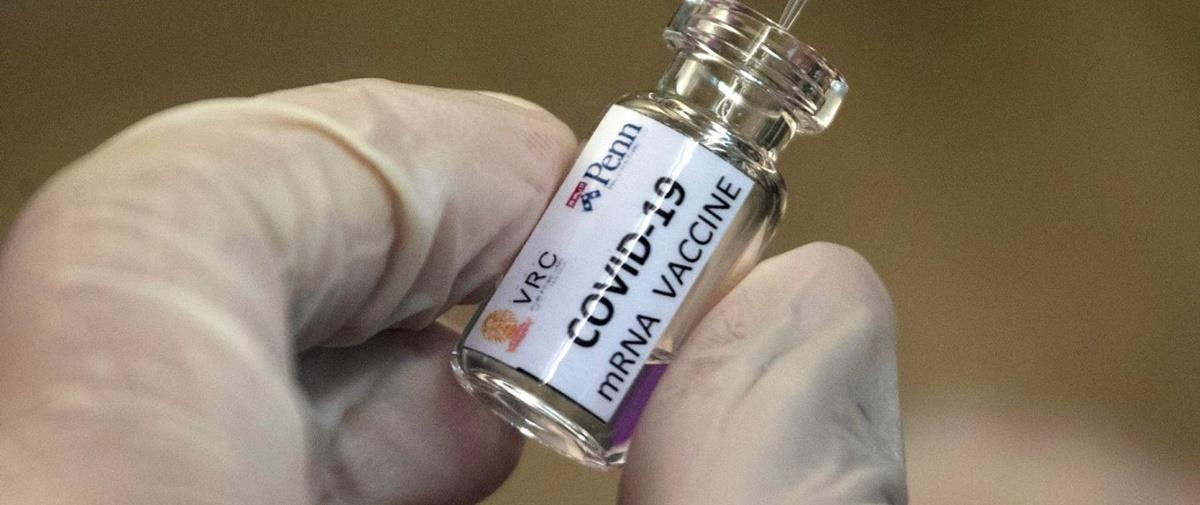 Penn
VRC
COVID-19
mRNA VACCINE